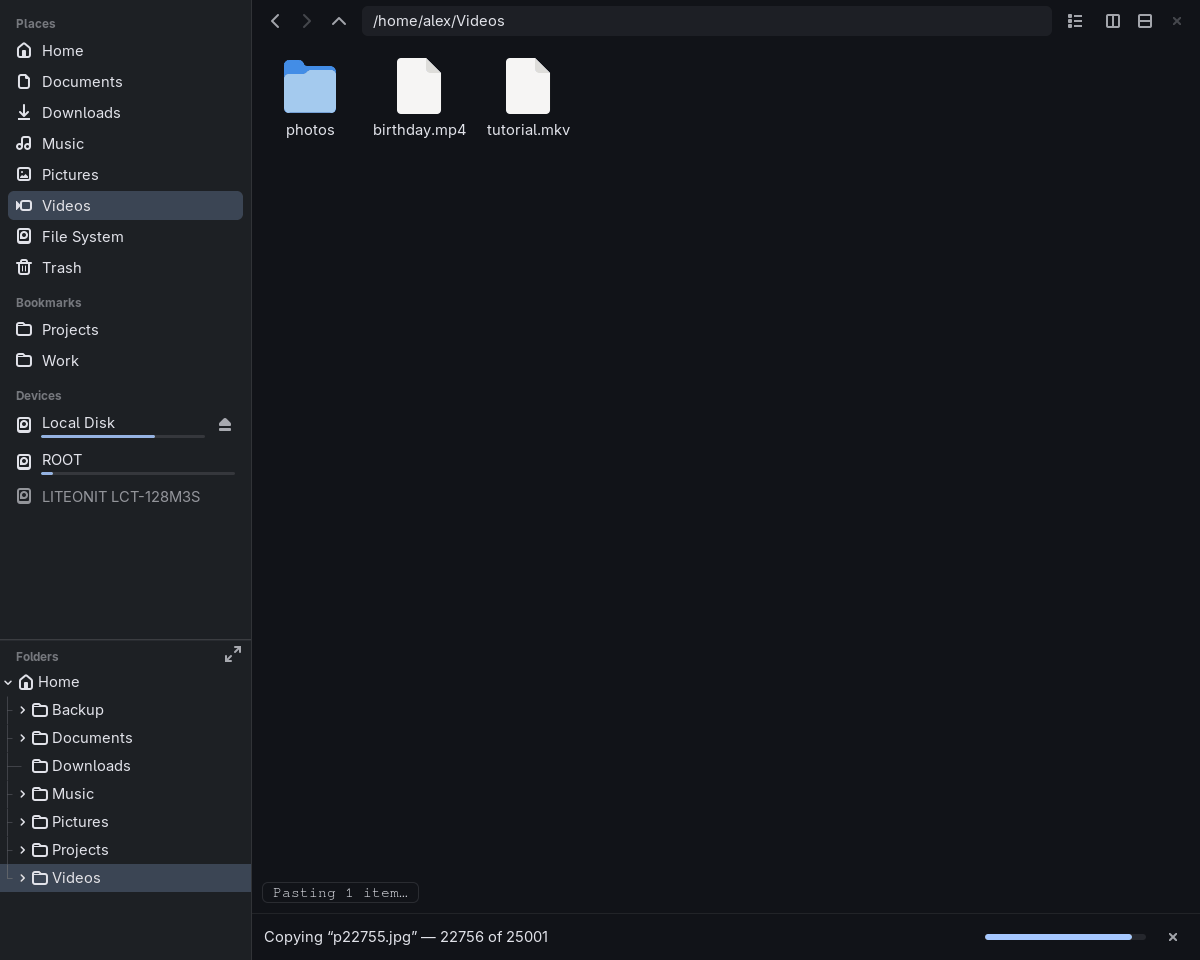 Places
Home
Documents
Downloads
Music
Pictures
Videos
File System
Trash
Bookmarks
Projects
Work
Devices
Local Disk
ROOT
LITEONIT LCT-128M3S
Folders
Home
Backup
Documents
Downloads
Music
Pictures
Projects
Videos
/home/alex/Videos
photos
birthday.mp4
tutorial.mkv
Pasting 1 item…
Copying “p22755.jpg” — 22756 of 25001